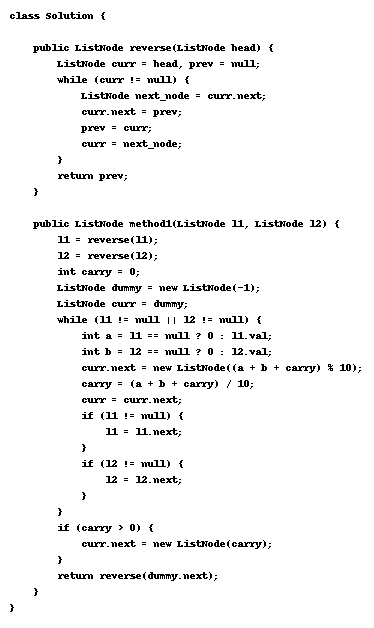 class Solution {
    public ListNode reverse(ListNode head) {
        ListNode curr = head, prev = null;
        while (curr != null) {
            ListNode next_node = curr.next;
            curr.next = prev;
            prev = curr;
            curr = next_node;
        }
        return prev;
    }
    public ListNode method1(ListNode l1, ListNode l2) {
        l1 = reverse(l1);
        l2 = reverse(l2);
        int carry = 0;
        ListNode dummy = new ListNode(-1);
        ListNode curr = dummy;
        while (l1 != null || l2 != null) {
            int a = l1 == null ? 0 : l1.val;
            int b = l2 == null ? 0 : l2.val;
            curr.next = new ListNode((a + b + carry) % 10);
            carry = (a + b + carry) / 10;
            curr = curr.next;
            if (l1 != null) {
                l1 = l1.next;
            }
            if (l2 != null) {
                l2 = l2.next;
            }
        }
        if (carry > 0) {
            curr.next = new ListNode(carry);
        }
        return reverse(dummy.next);
    }
}